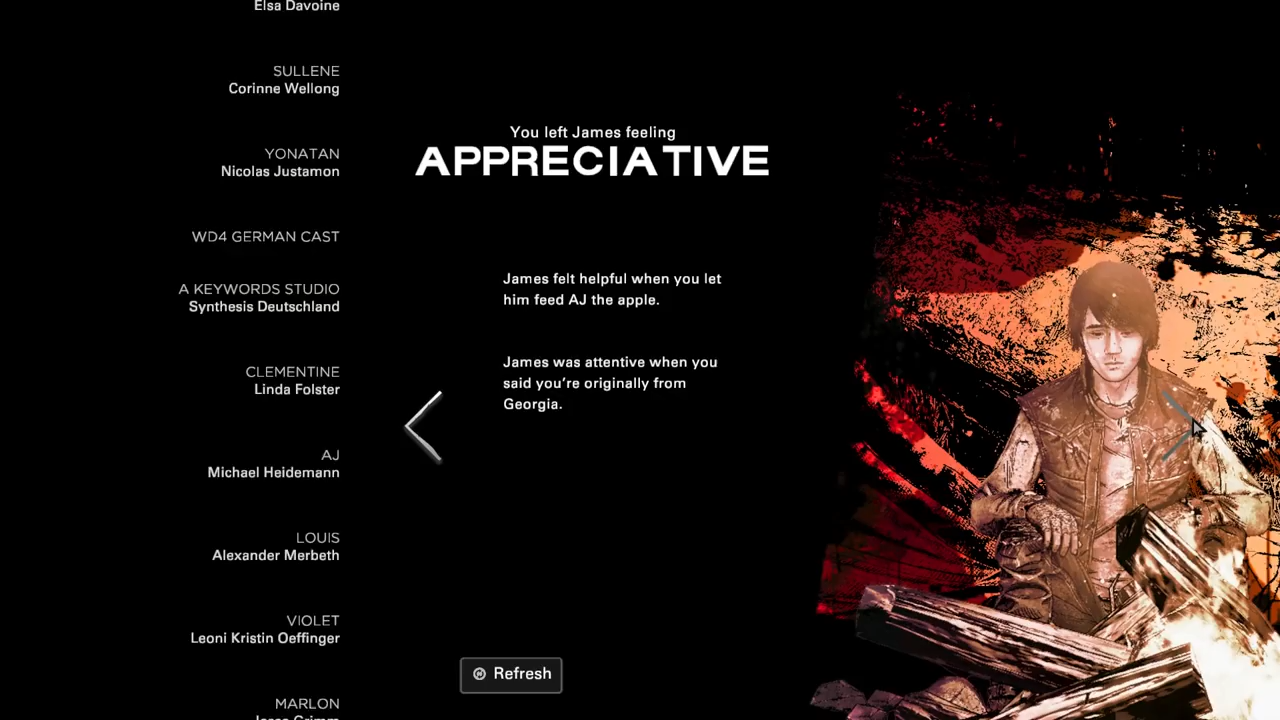 Elsa Davoine
SULLENE
Corinne Wellong
YONATAN
Nicolas Justamon
WD4 GERMAN CAST
A KEYWORDS STUDIO
Synthesis Deutschland
CLEMENTINE
Linda Folster
AJ
Michael Heidemann
LOUIS
Alexander Merbeth
VIOLET
Leoni Kristin Oeffinger
MARLON
You left James feeling
APPRECIATIVE
James felt helpful when you let
him feed AJ the apple.
James was attentive when you
said you're originally from
Georgia.
Refresh